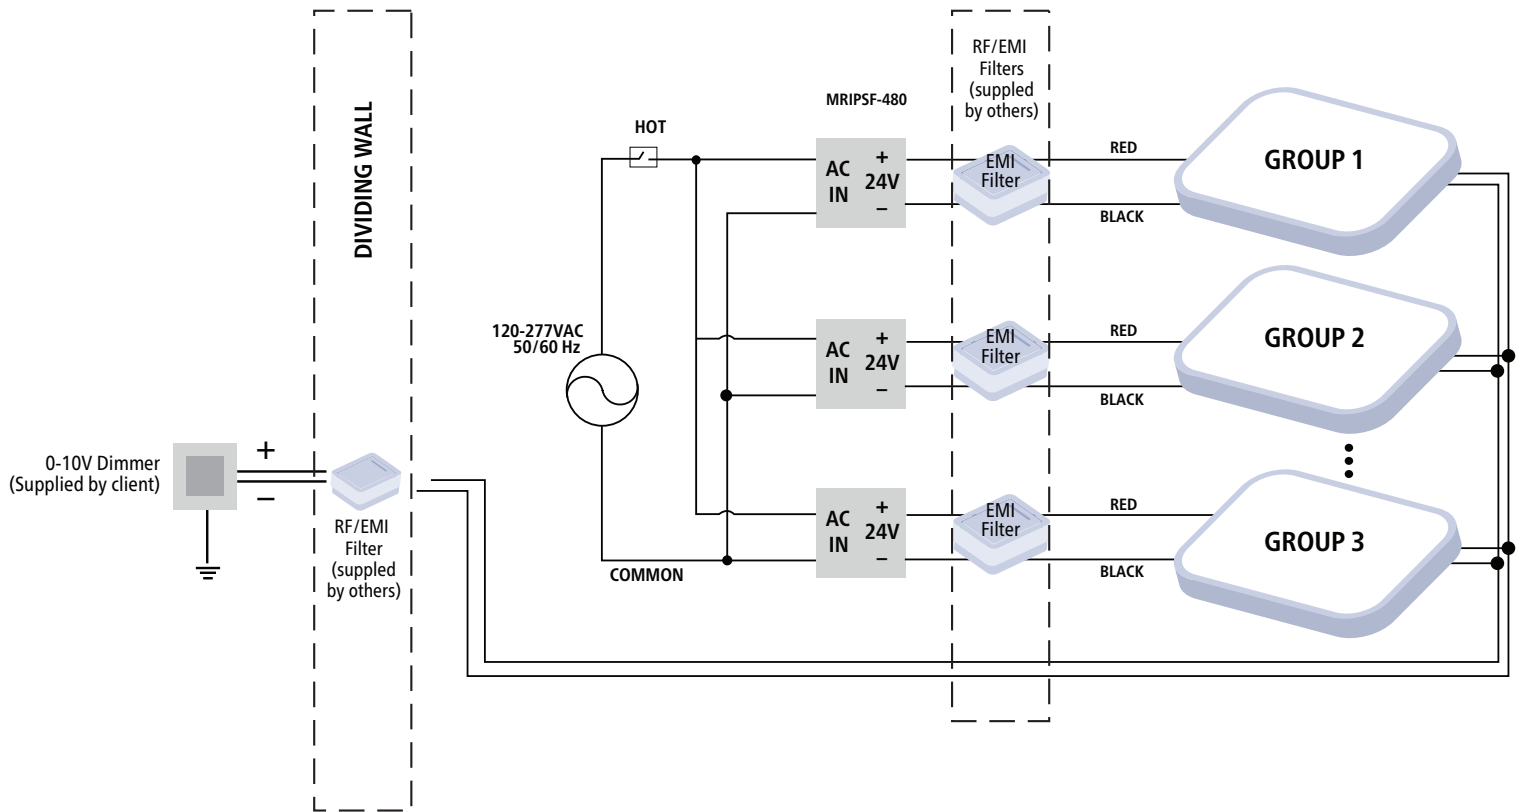 DIVIDING WALL
RF/EMI
Filters
(suppled
by others)
MRIPSF-480
HOT
AC
IN
+
24V
–
EMI
Filter
RED
BLACK
GROUP 1
120-277VAC
50/60 Hz
AC
IN
+
24V
–
EMI
Filter
RED
BLACK
GROUP 2
0-10V Dimmer
(Supplied by client)
+
–
RF/EMI
Filter
(suppled
by others)
COMMON
AC
IN
+
24V
–
EMI
Filter
RED
BLACK
GROUP 3